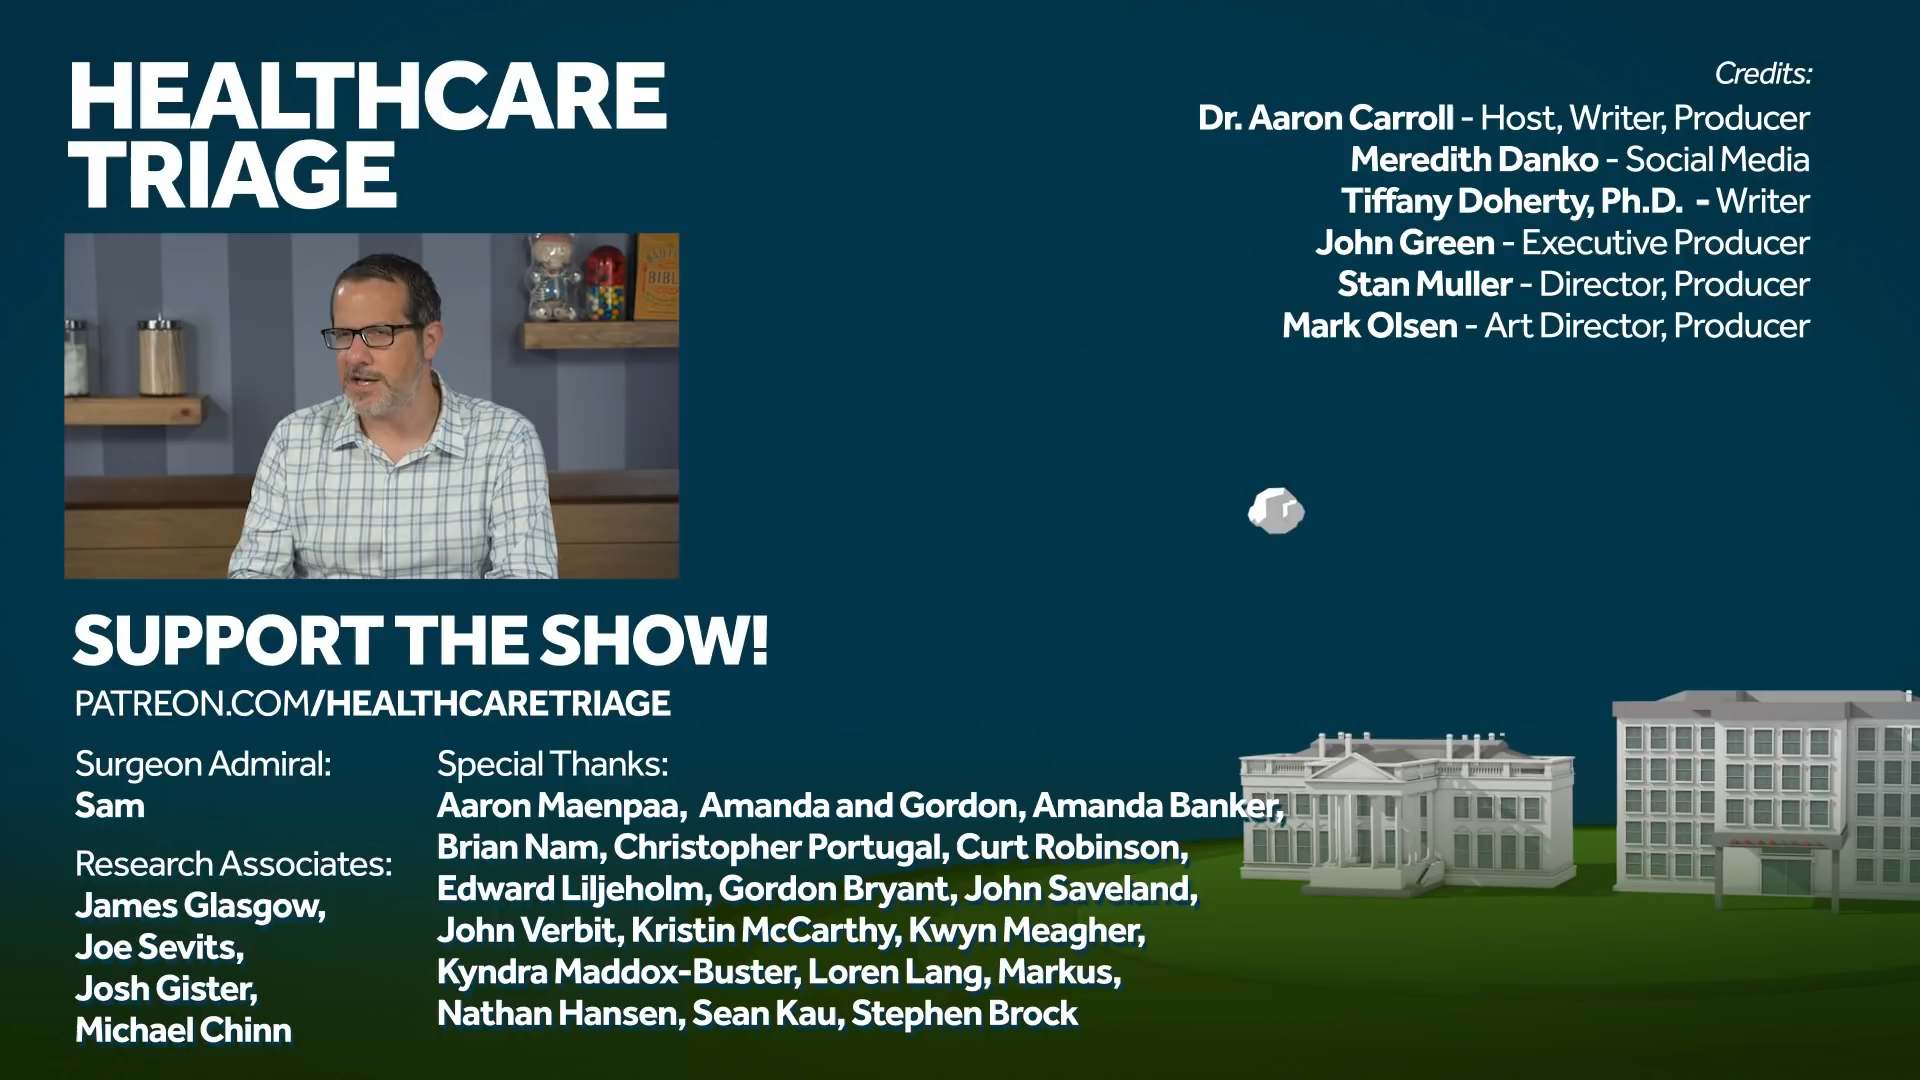 HEALTHCARE
TRIAGE
Credits:
Dr. Aaron Carroll - Host, Writer, Producer
Meredith Danko - Social Media
Tiffany Doherty, Ph.D. - Writer
John Green - Executive Producer
Stan Muller - Director, Producer
Mark Olsen - Art Director, Producer
BIBL
SUPPORT THE SHOW!
PATREON.COM/HEALTHCARETRIAGE
Surgeon Admiral:
Sam
Research Associates:
James Glasgow,
Joe Sevits,
Josh Gister,
Michael Chinn
Special Thanks:
Aaron Maenpaa, Amanda and Gordon, Amanda Banker,
Brian Nam, Christopher Portugal, Curt Robinson,
Edward Liljeholm, Gordon Bryant, John Saveland,
John Verbit, Kristin McCarthy, Kwyn Meagher,
Kyndra Maddox-Buster, Loren Lang, Markus,
Nathan Hansen, Sean Kau, Stephen Brock